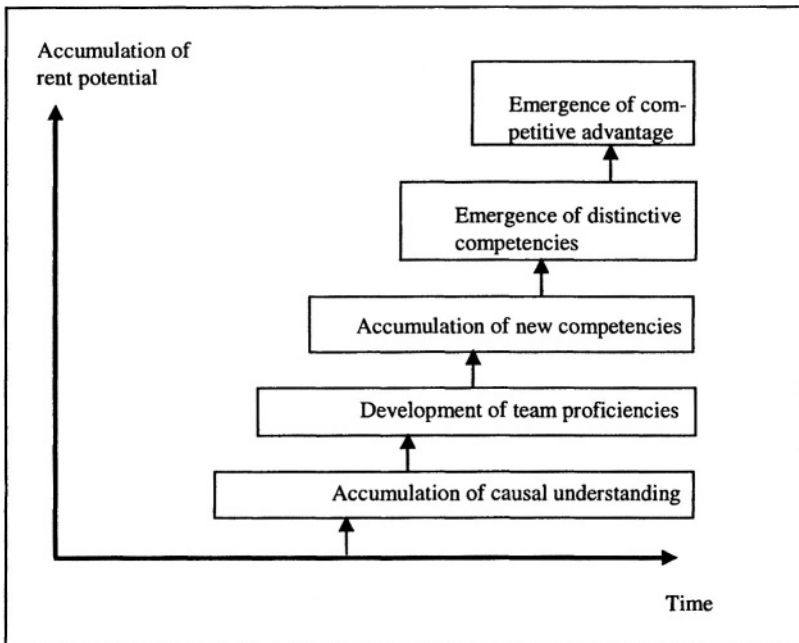 Accumulation of
rent potential
Emergence of com-
petitive advantage
Emergence of distinctive
competencies
Accumulation of new competencies
Development of team proficiencies
Accumulation of causal understanding
Time